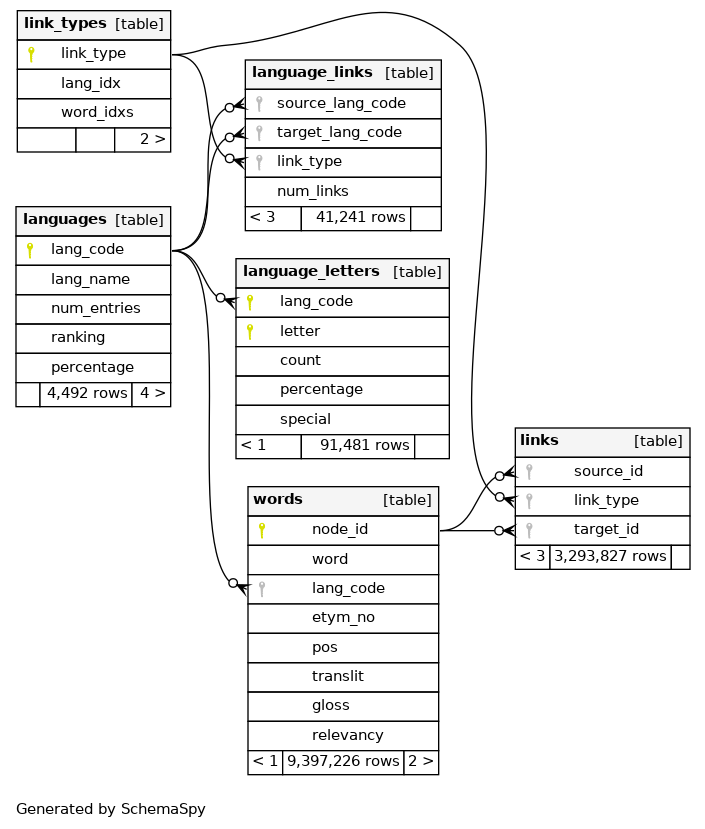 link_types [table]
link_type
lang_idx
word_idxs
2 >
language_links [table]
source_lang_code
target_lang_code
link_type
num_links
< 3 41,241 rows
languages [table]
lang_code
lang_name
num_entries
ranking
percentage
4,492 rows 4 >
language_letters [table]
lang_code
letter
count
percentage
special
< 1 91,481 rows
links [table]
source_id
link_type
target_id
< 3 3,293,827 rows
words [table]
node_id
word
lang_code
etym_no
pos
translit
gloss
relevancy
< 1 9,397,226 rows 2 >
Generated by SchemaSpy